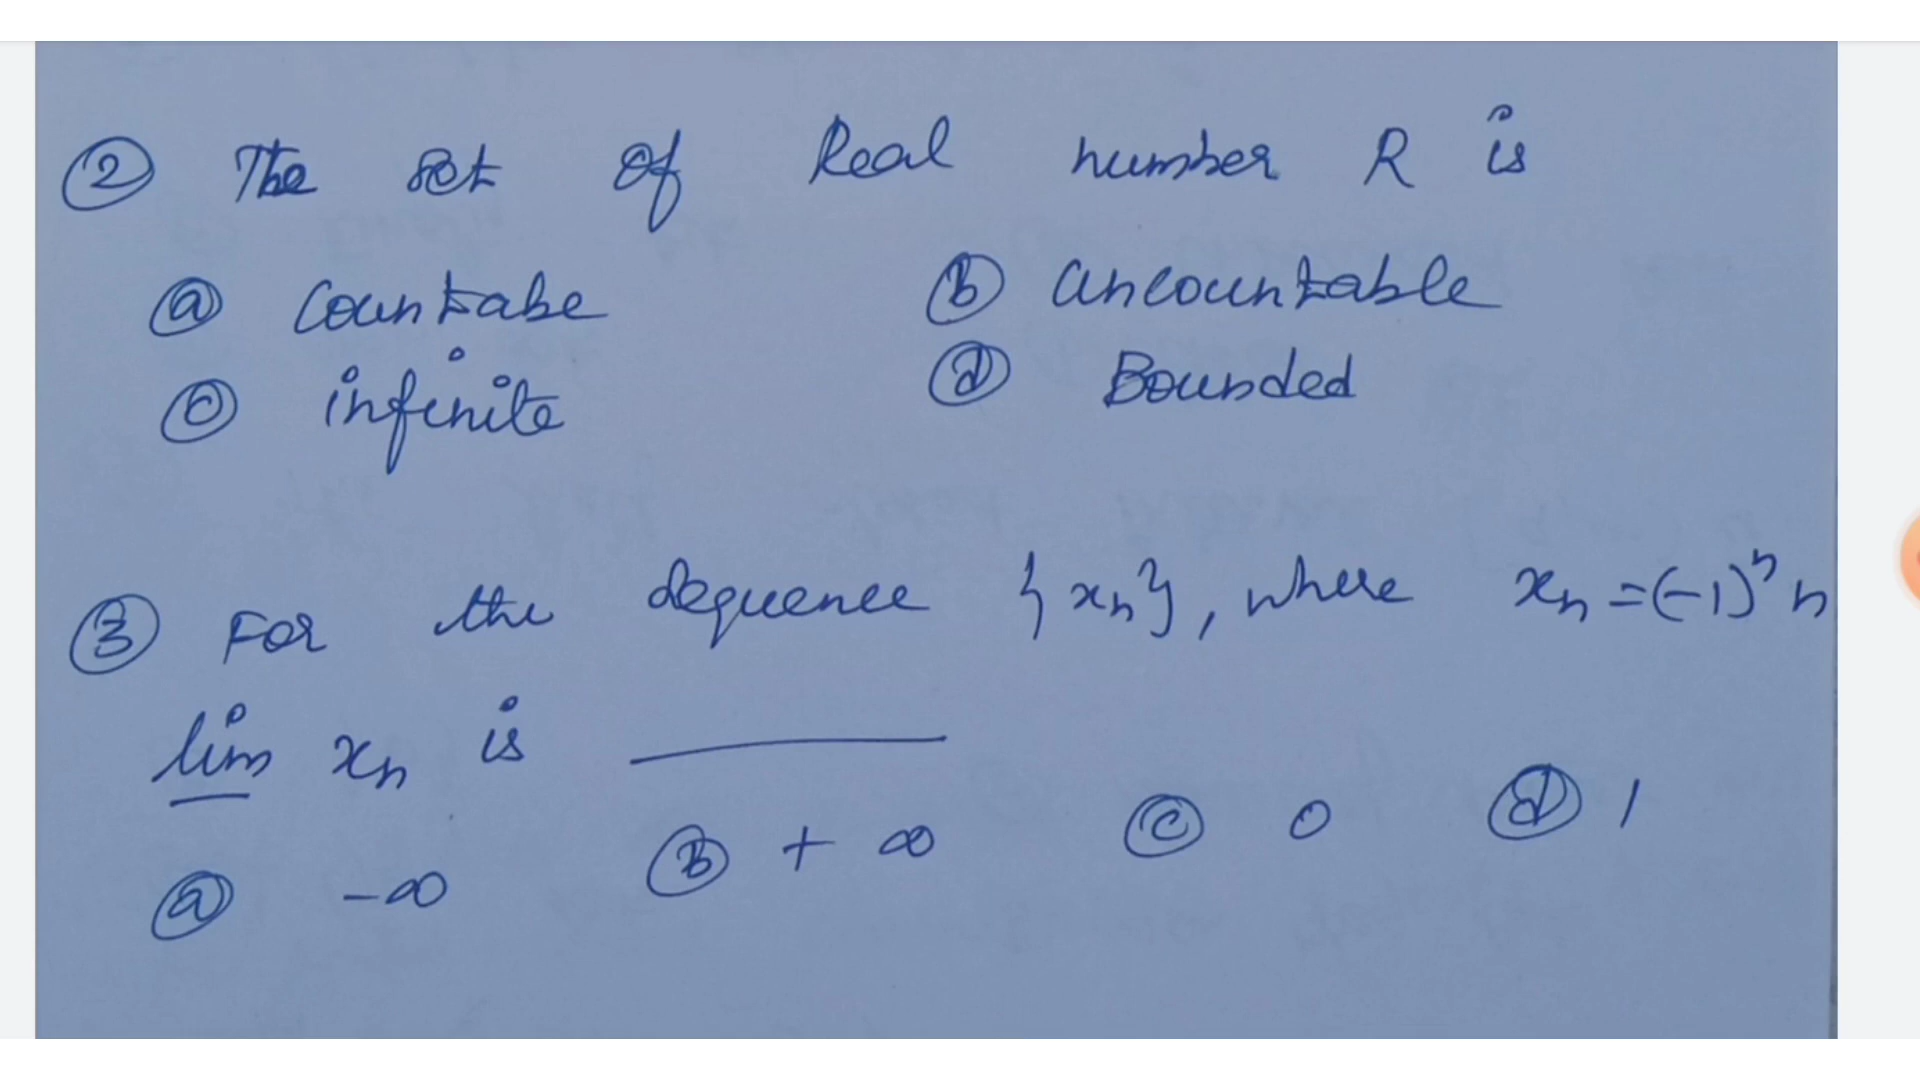 ② The set of Real number R is
ⓐ Countabe ⓑ Uncountable
ⓒ infinite ⓓ Bounded
③ For the sequence {xₙ}, where xₙ = (-1)ⁿ n
lim xₙ is ________
ⓐ -∞ ⓑ + ∞ ⓒ 0 ⓓ 1